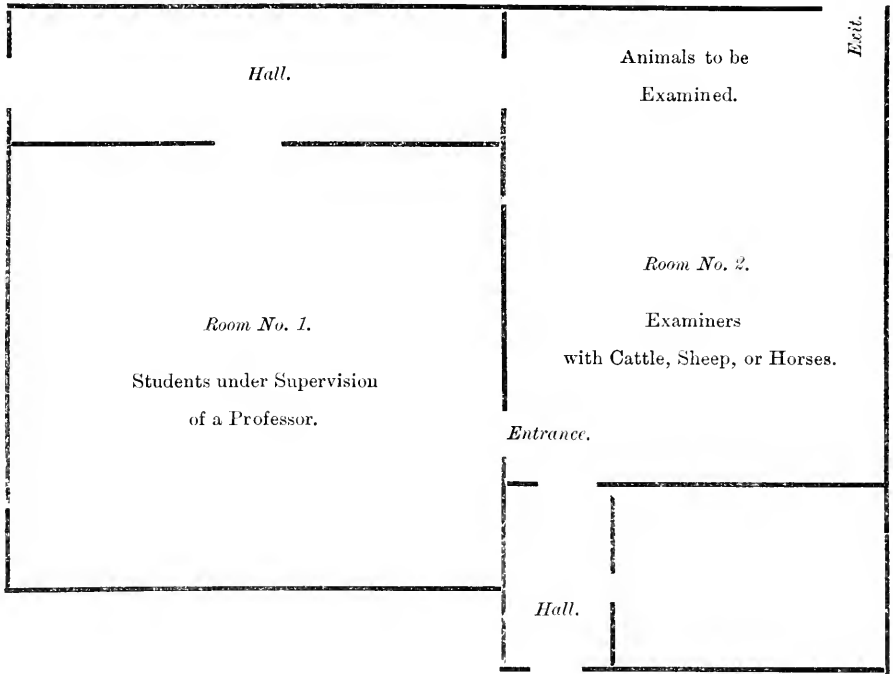 Hall.
Animals to be
Examined.
Exit.
Room No. 1.
Students under Supervision
of a Professor.
Room No. 2.
Examiners
with Cattle, Sheep, or Horses.
Entrance.
Hall.